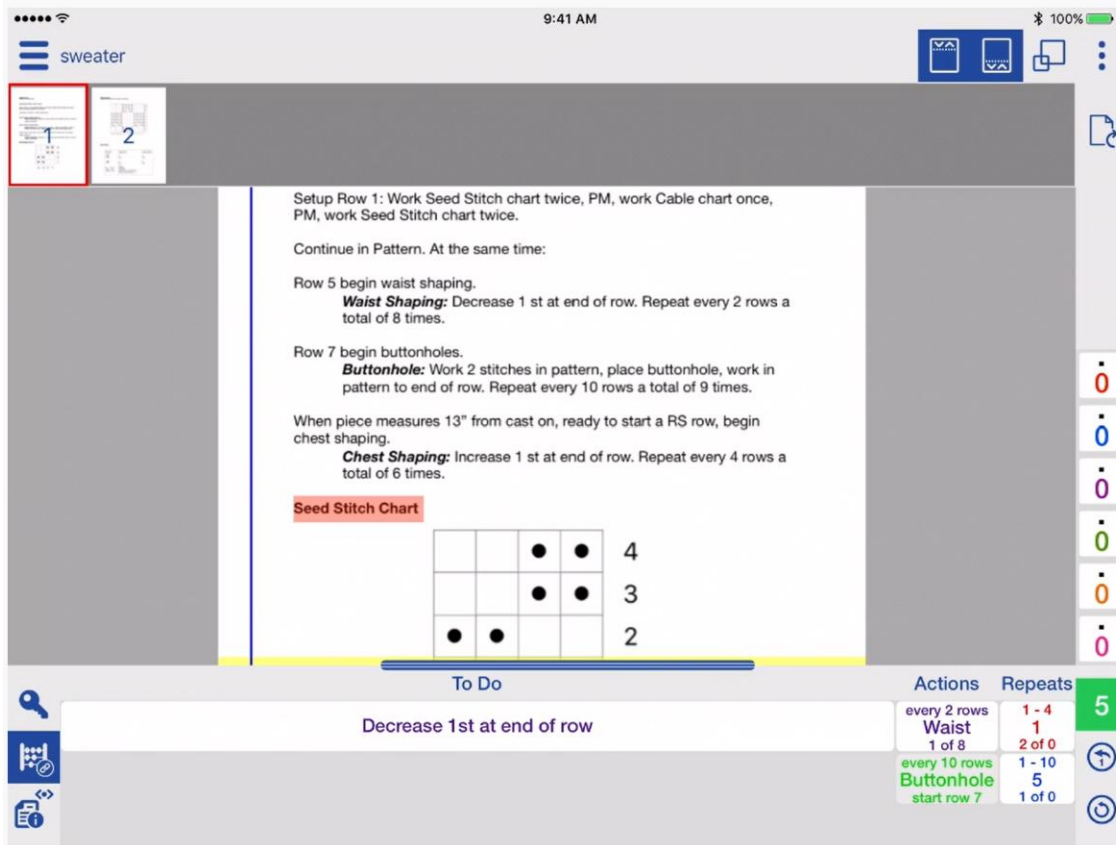 9:41 AM
100%
sweater
1
2
Setup Row 1: Work Seed Stitch chart twice, PM, work Cable chart once,
PM, work Seed Stitch chart twice.
Continue in Pattern. At the same time:
Row 5 begin waist shaping.
Waist Shaping: Decrease 1 st at end of row. Repeat every 2 rows a
total of 8 times.
Row 7 begin buttonholes.
Buttonhole: Work 2 stitches in pattern, place buttonhole, work in
pattern to end of row. Repeat every 10 rows a total of 9 times.
When piece measures 13” from cast on, ready to start a RS row, begin
chest shaping.
Chest Shaping: Increase 1 st at end of row. Repeat every 4 rows a
total of 6 times.
Seed Stitch Chart
4
3
2
0
0
0
0
0
0
To Do
Actions
Repeats
5
Decrease 1st at end of row
every 2 rows
Waist
1 of 8
1 - 4
1
2 of 0
every 10 rows
Buttonhole
start row 7
1 - 10
5
1 of 0
1